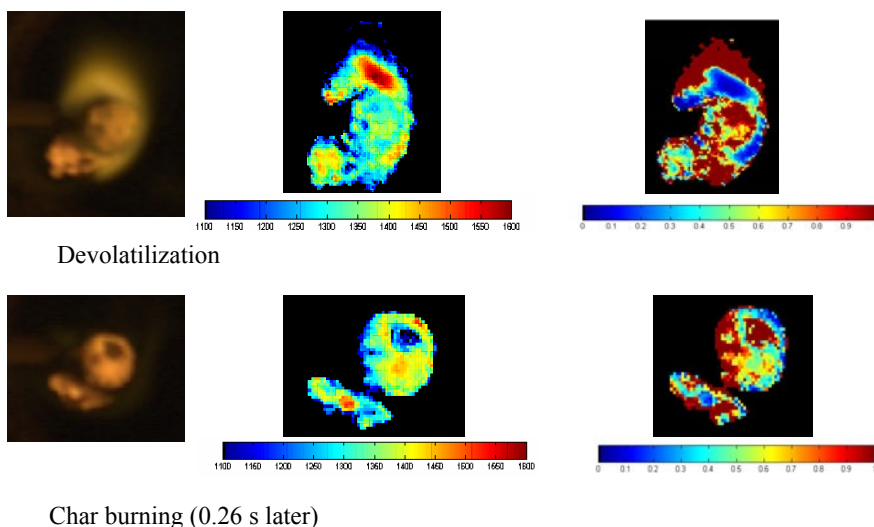 1100 1150 1200 1250 1300 1350 1400 1450 1500 1550 1600
0 0.1 0.2 0.3 0.4 0.5 0.6 0.7 0.8 0.9
Devolatilization
1100 1150 1200 1250 1300 1350 1400 1450 1500 1550 1600
0 0.1 0.2 0.3 0.4 0.5 0.6 0.7 0.8 0.9 1
Char burning (0.26 s later)